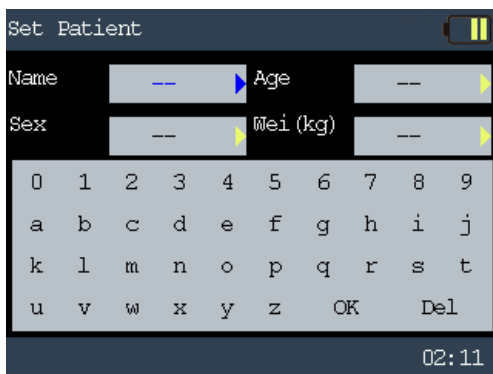 Set Patient
Name -- Age --
Sex -- Wei(kg) --
0 1 2 3 4 5 6 7 8 9
a b c d e f g h i j
k l m n o p q r s t
u v w x y z OK Del
02:11